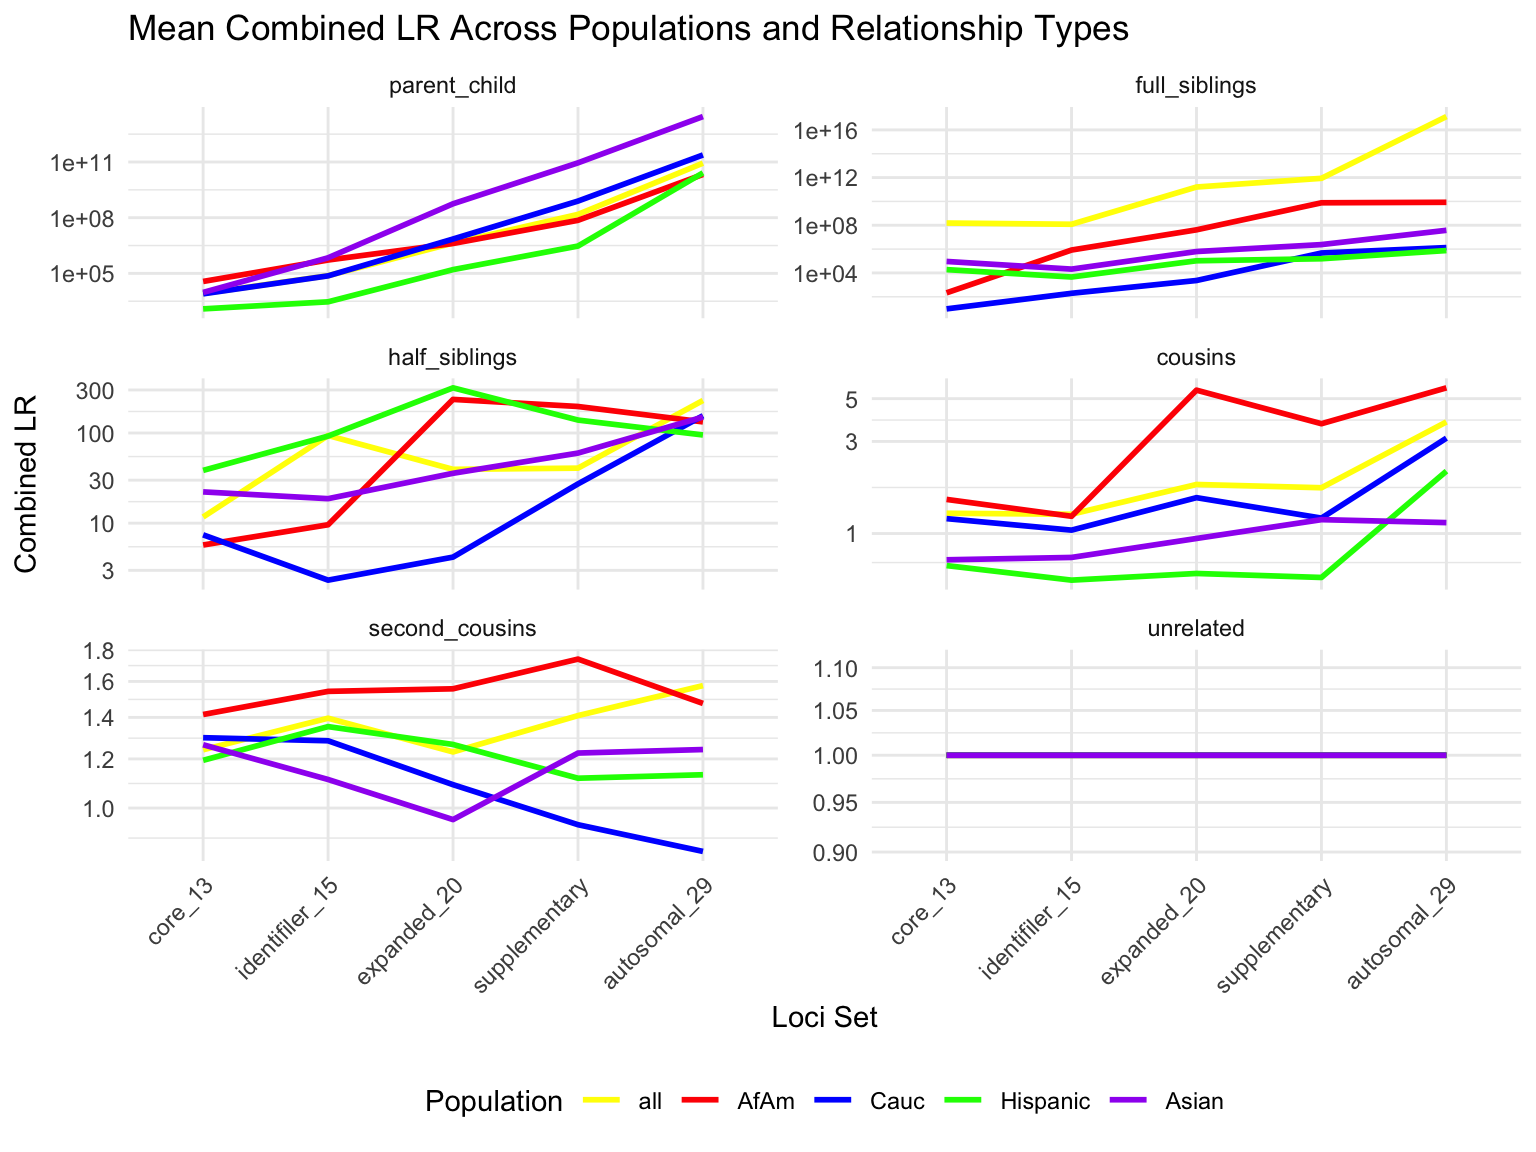 Mean Combined LR Across Populations and Relationship Types
parent_child
full_siblings
1e+11
1e+08
1e+05
1e+16
1e+12
1e+08
1e+04
half_siblings
cousins
300
100
30
10
3
5
3
1
second_cousins
unrelated
1.8
1.6
1.4
1.2
1.0
1.10
1.05
1.00
0.95
0.90
Combined LR
core_13
identifiler_15
expanded_20
supplementary
autosomal_29
core_13
identifiler_15
expanded_20
supplementary
autosomal_29
Loci Set
Population all AfAm Cauc Hispanic Asian